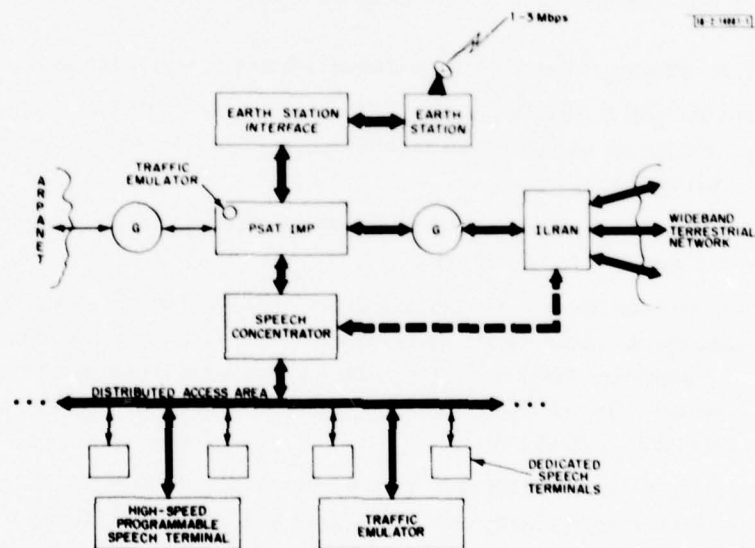 1-3 Mbps
EARTH STATION
INTERFACE
EARTH
STATION
TRAFFIC
EMULATOR
ARPANET
G
PSAT IMP
G
ILRAN
WIDEBAND
TERRESTRIAL
NETWORK
SPEECH
CONCENTRATOR
DISTRIBUTED ACCESS AREA
DEDICATED
SPEECH
TERMINALS
HIGH-SPEED
PROGRAMMABLE
SPEECH TERMINAL
TRAFFIC
EMULATOR